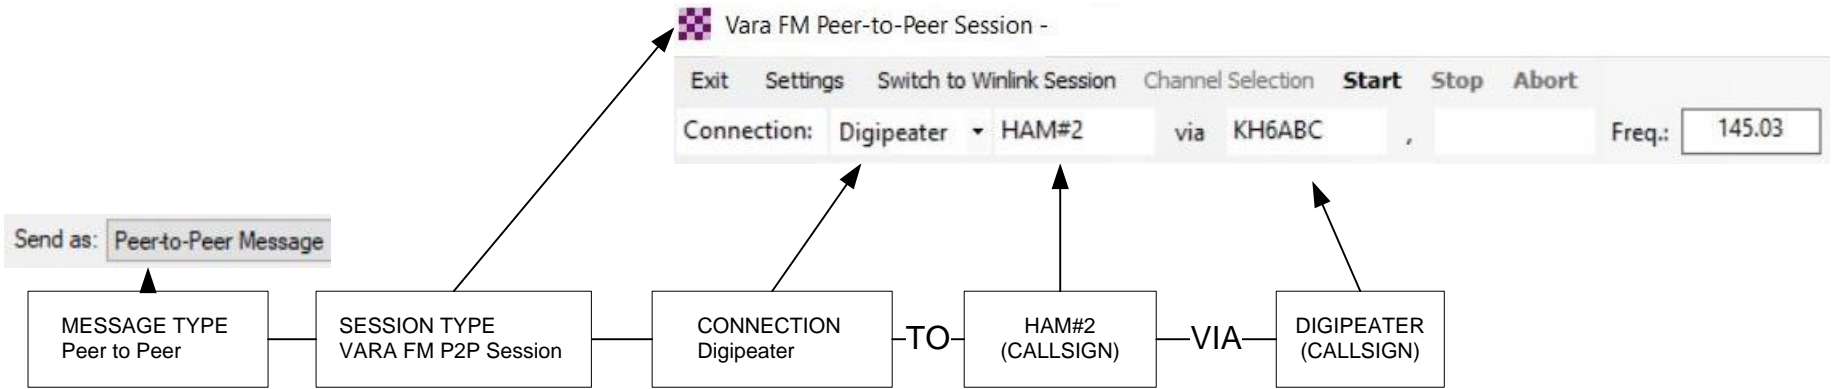 Vara FM Peer-to-Peer Session -
Exit Settings Switch to Winlink Session Channel Selection Start Stop Abort
Connection: Digipeater HAM#2 via KH6ABC , Freq.: 145.03
Send as: Peer-to-Peer Message
MESSAGE TYPE
Peer to Peer
SESSION TYPE
VARA FM P2P Session
CONNECTION
Digipeater
TO
HAM#2
(CALLSIGN)
VIA
DIGIPEATER
(CALLSIGN)